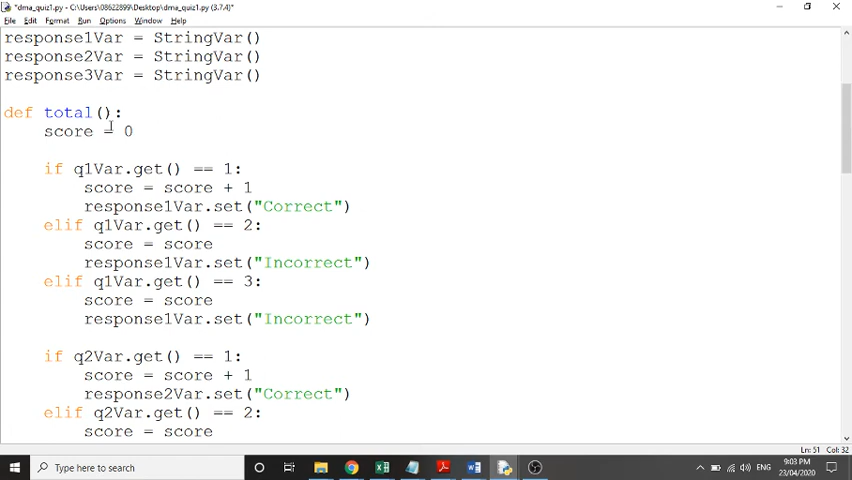 *dma_quiz1.py - C:\Users\08622899\Desktop\dma_quiz1.py (3.7.4)*
File Edit Format Run Options Window Help
response1Var = StringVar()
response2Var = StringVar()
response3Var = StringVar()
def total():
    score = 0
    if q1Var.get() == 1:
        score = score + 1
        response1Var.set("Correct")
    elif q1Var.get() == 2:
        score = score
        response1Var.set("Incorrect")
    elif q1Var.get() == 3:
        score = score
        response1Var.set("Incorrect")
    if q2Var.get() == 1:
        score = score + 1
        response2Var.set("Correct")
    elif q2Var.get() == 2:
        score = score
Ln: 51 Col: 32
Type here to search
ENG
9:03 PM
23/04/2020